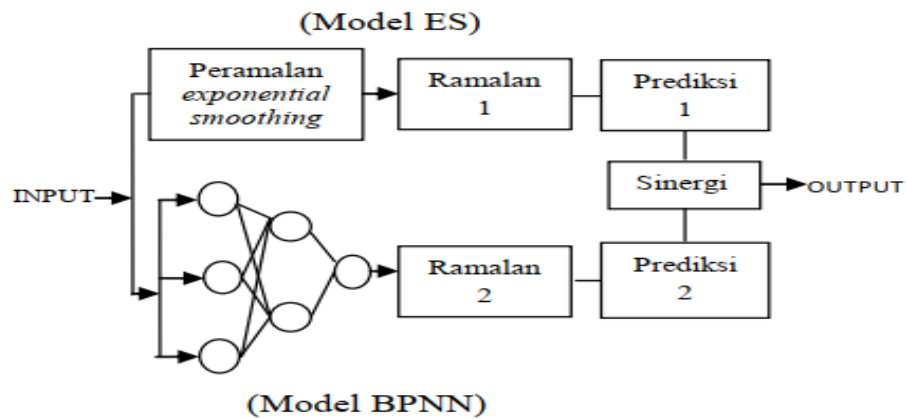 (Model ES)
Peramalan
exponential
smoothing
Ramalan
1
Prediksi
1
INPUT
Sinergi
OUTPUT
Ramalan
2
Prediksi
2
(Model BPNN)